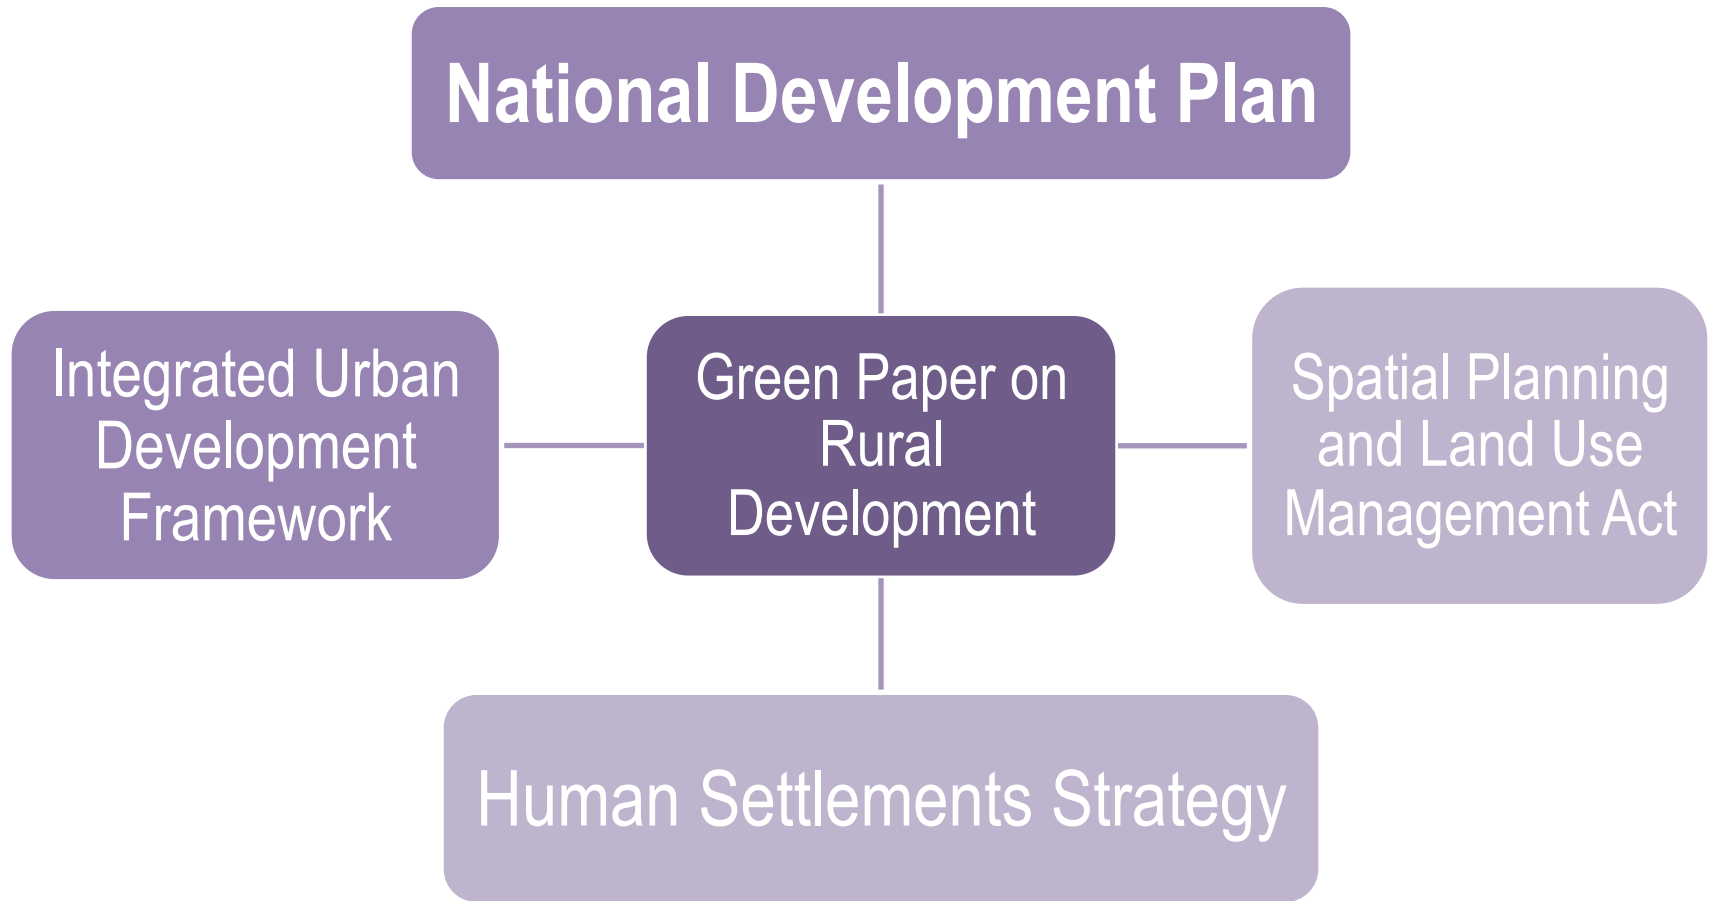 National Development Plan
Integrated Urban
Development
Framework
Green Paper on
Rural
Development
Spatial Planning
and Land Use
Management Act
Human Settlements Strategy